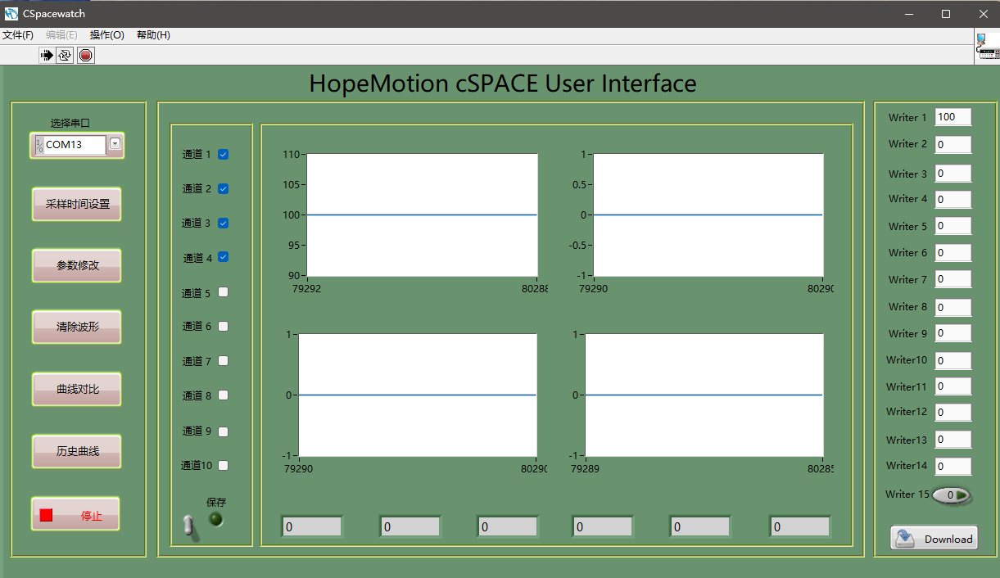 CSpacewatch
文件(F) 编辑(E) 操作(O) 帮助(H)
HopeMotion cSPACE User Interface
选择串口
COM13
采样时间设置
参数修改
清除波形
曲线对比
历史曲线
停止
通道 1
通道 2
通道 3
通道 4
通道 5
通道 6
通道 7
通道 8
通道 9
通道10
保存
110
105
100
95
90
79292 80288
1
0.5
0
-0.5
-1
79290 80290
1
0
-1
79290 80290
1
0
-1
79289 80285
0 0 0 0 0 0
Writer 1 100
Writer 2 0
Writer 3 0
Writer 4 0
Writer 5 0
Writer 6 0
Writer 7 0
Writer 8 0
Writer 9 0
Writer10 0
Writer11 0
Writer12 0
Writer13 0
Writer14 0
Writer 15 0
Download